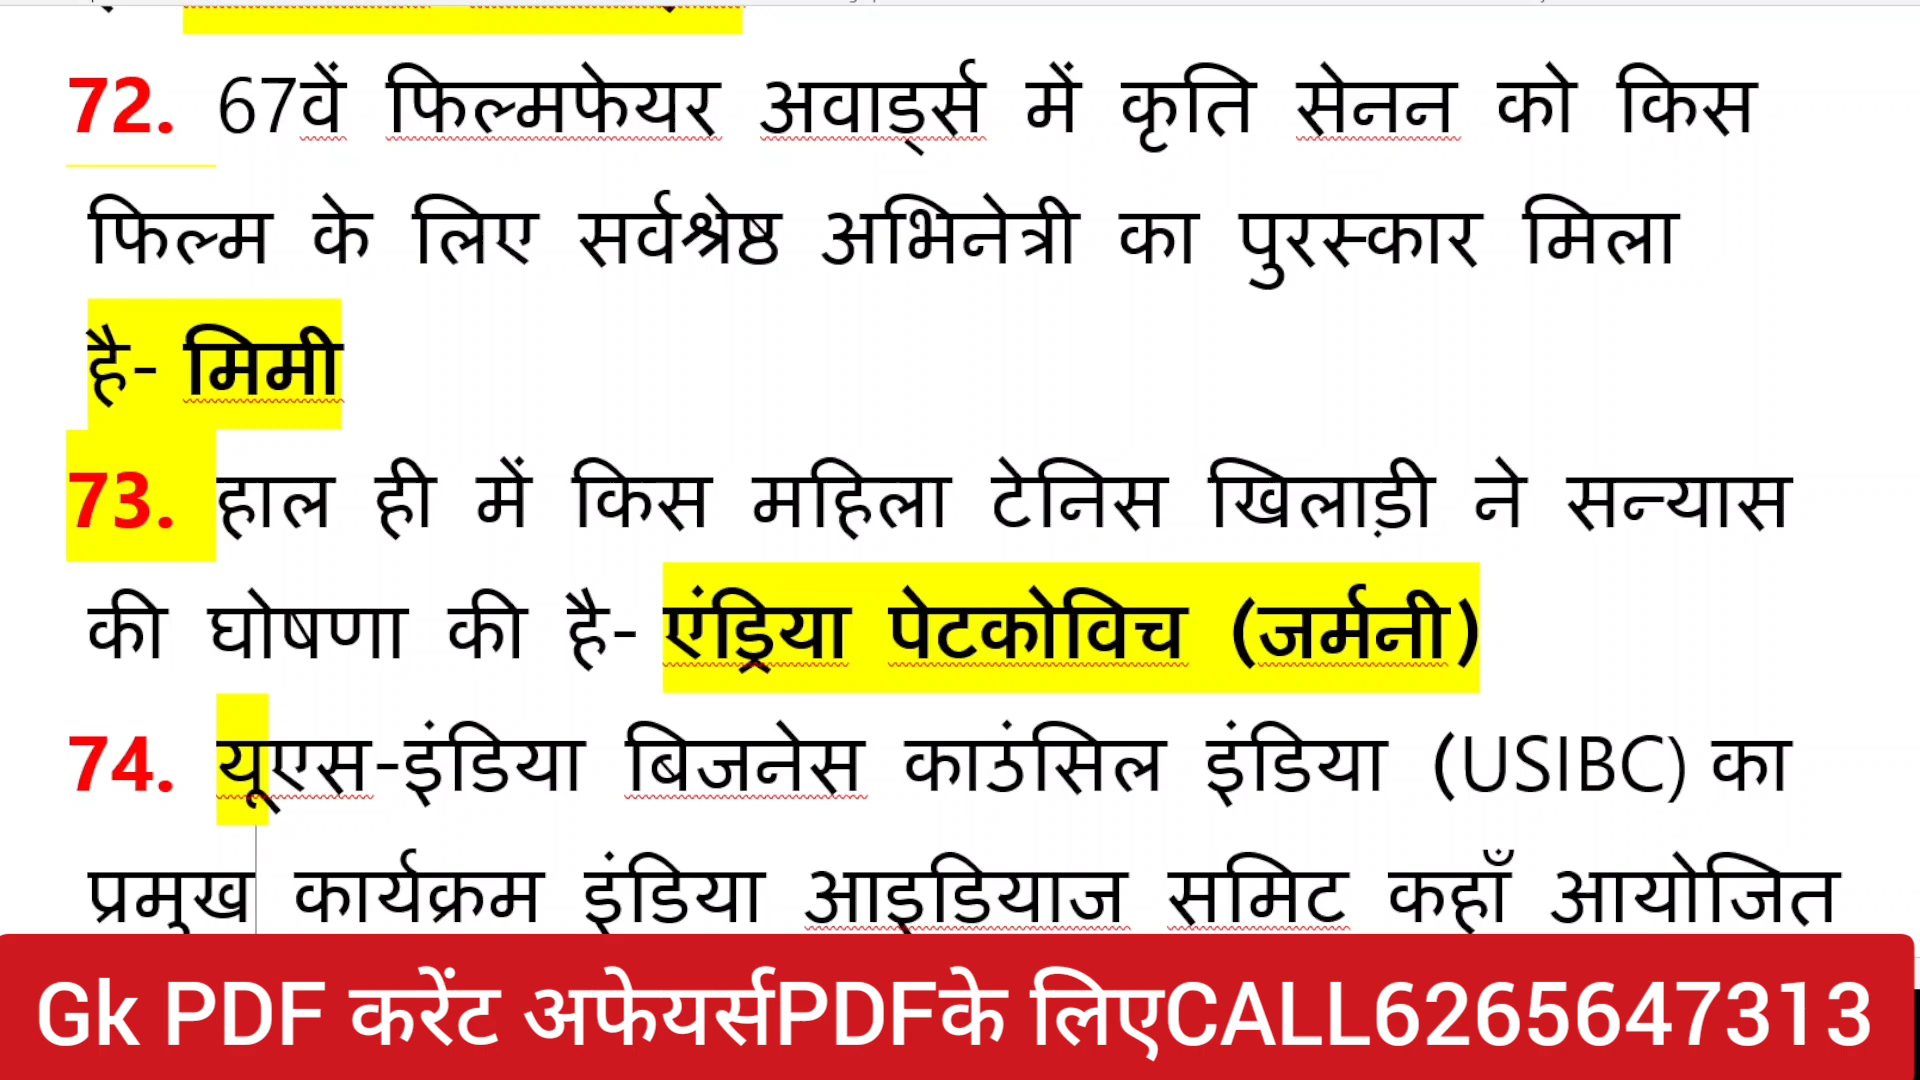 72. 67वें फिल्मफेयर अवाड्र्स में कृति सेनन को किस
फिल्म के लिए सर्वश्रेष्ठ अभिनेत्री का पुरस्कार मिला
है- मिमी
73. हाल ही में किस महिला टेनिस खिलाड़ी ने सन्यास
की घोषणा की है- एंड्रिया पेटकोविच (जर्मनी)
74. यूएस-इंडिया बिजनेस काउंसिल इंडिया (USIBC) का
प्रमुख कार्यक्रम इंडिया आइडियाज समिट कहाँ आयोजित
Gk PDF करेंट अफेयर्सPDFके लिएCALL6265647313